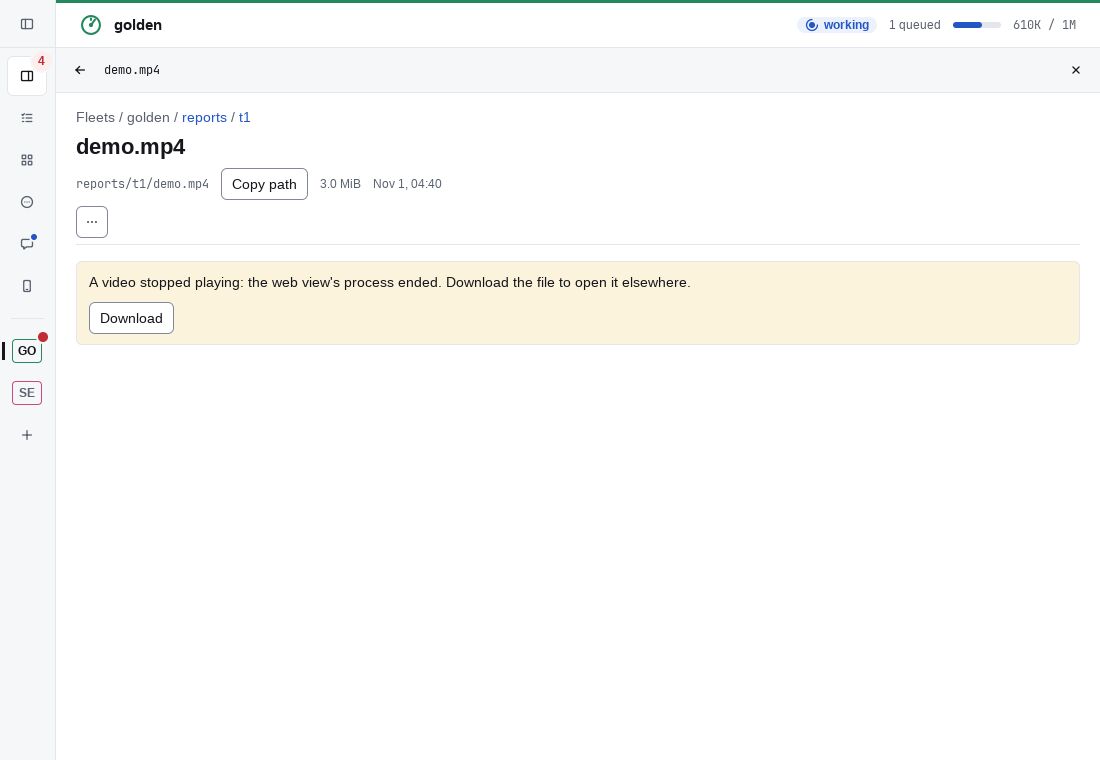 golden
working
1 queued
610K / 1M
4
demo.mp4
Fleets / golden / reports / t1
demo.mp4
reports/t1/demo.mp4
Copy path
3.0 MiB
Nov 1, 04:40
A video stopped playing: the web view's process ended. Download the file to open it elsewhere.
Download
GO
SE